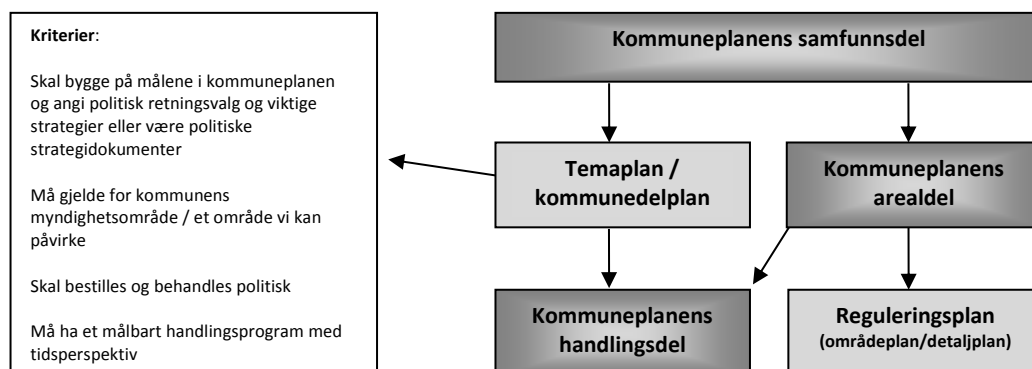 Kriterier:
Skal bygge på målene i kommuneplanen
og angi politisk retningsvalg og viktige
strategier eller være politiske
strategidokumenter
Må gjelde for kommunens
myndighetsområde / et område vi kan
påvirke
Skal bestilles og behandles politisk
Må ha et målbart handlingsprogram med
tidsperspektiv
Kommuneplanens samfunnsdel
Temaplan /
kommunedelplan
Kommuneplanens
arealdel
Kommuneplanens
handlingsdel
Reguleringsplan
(områdeplan/detaljplan)